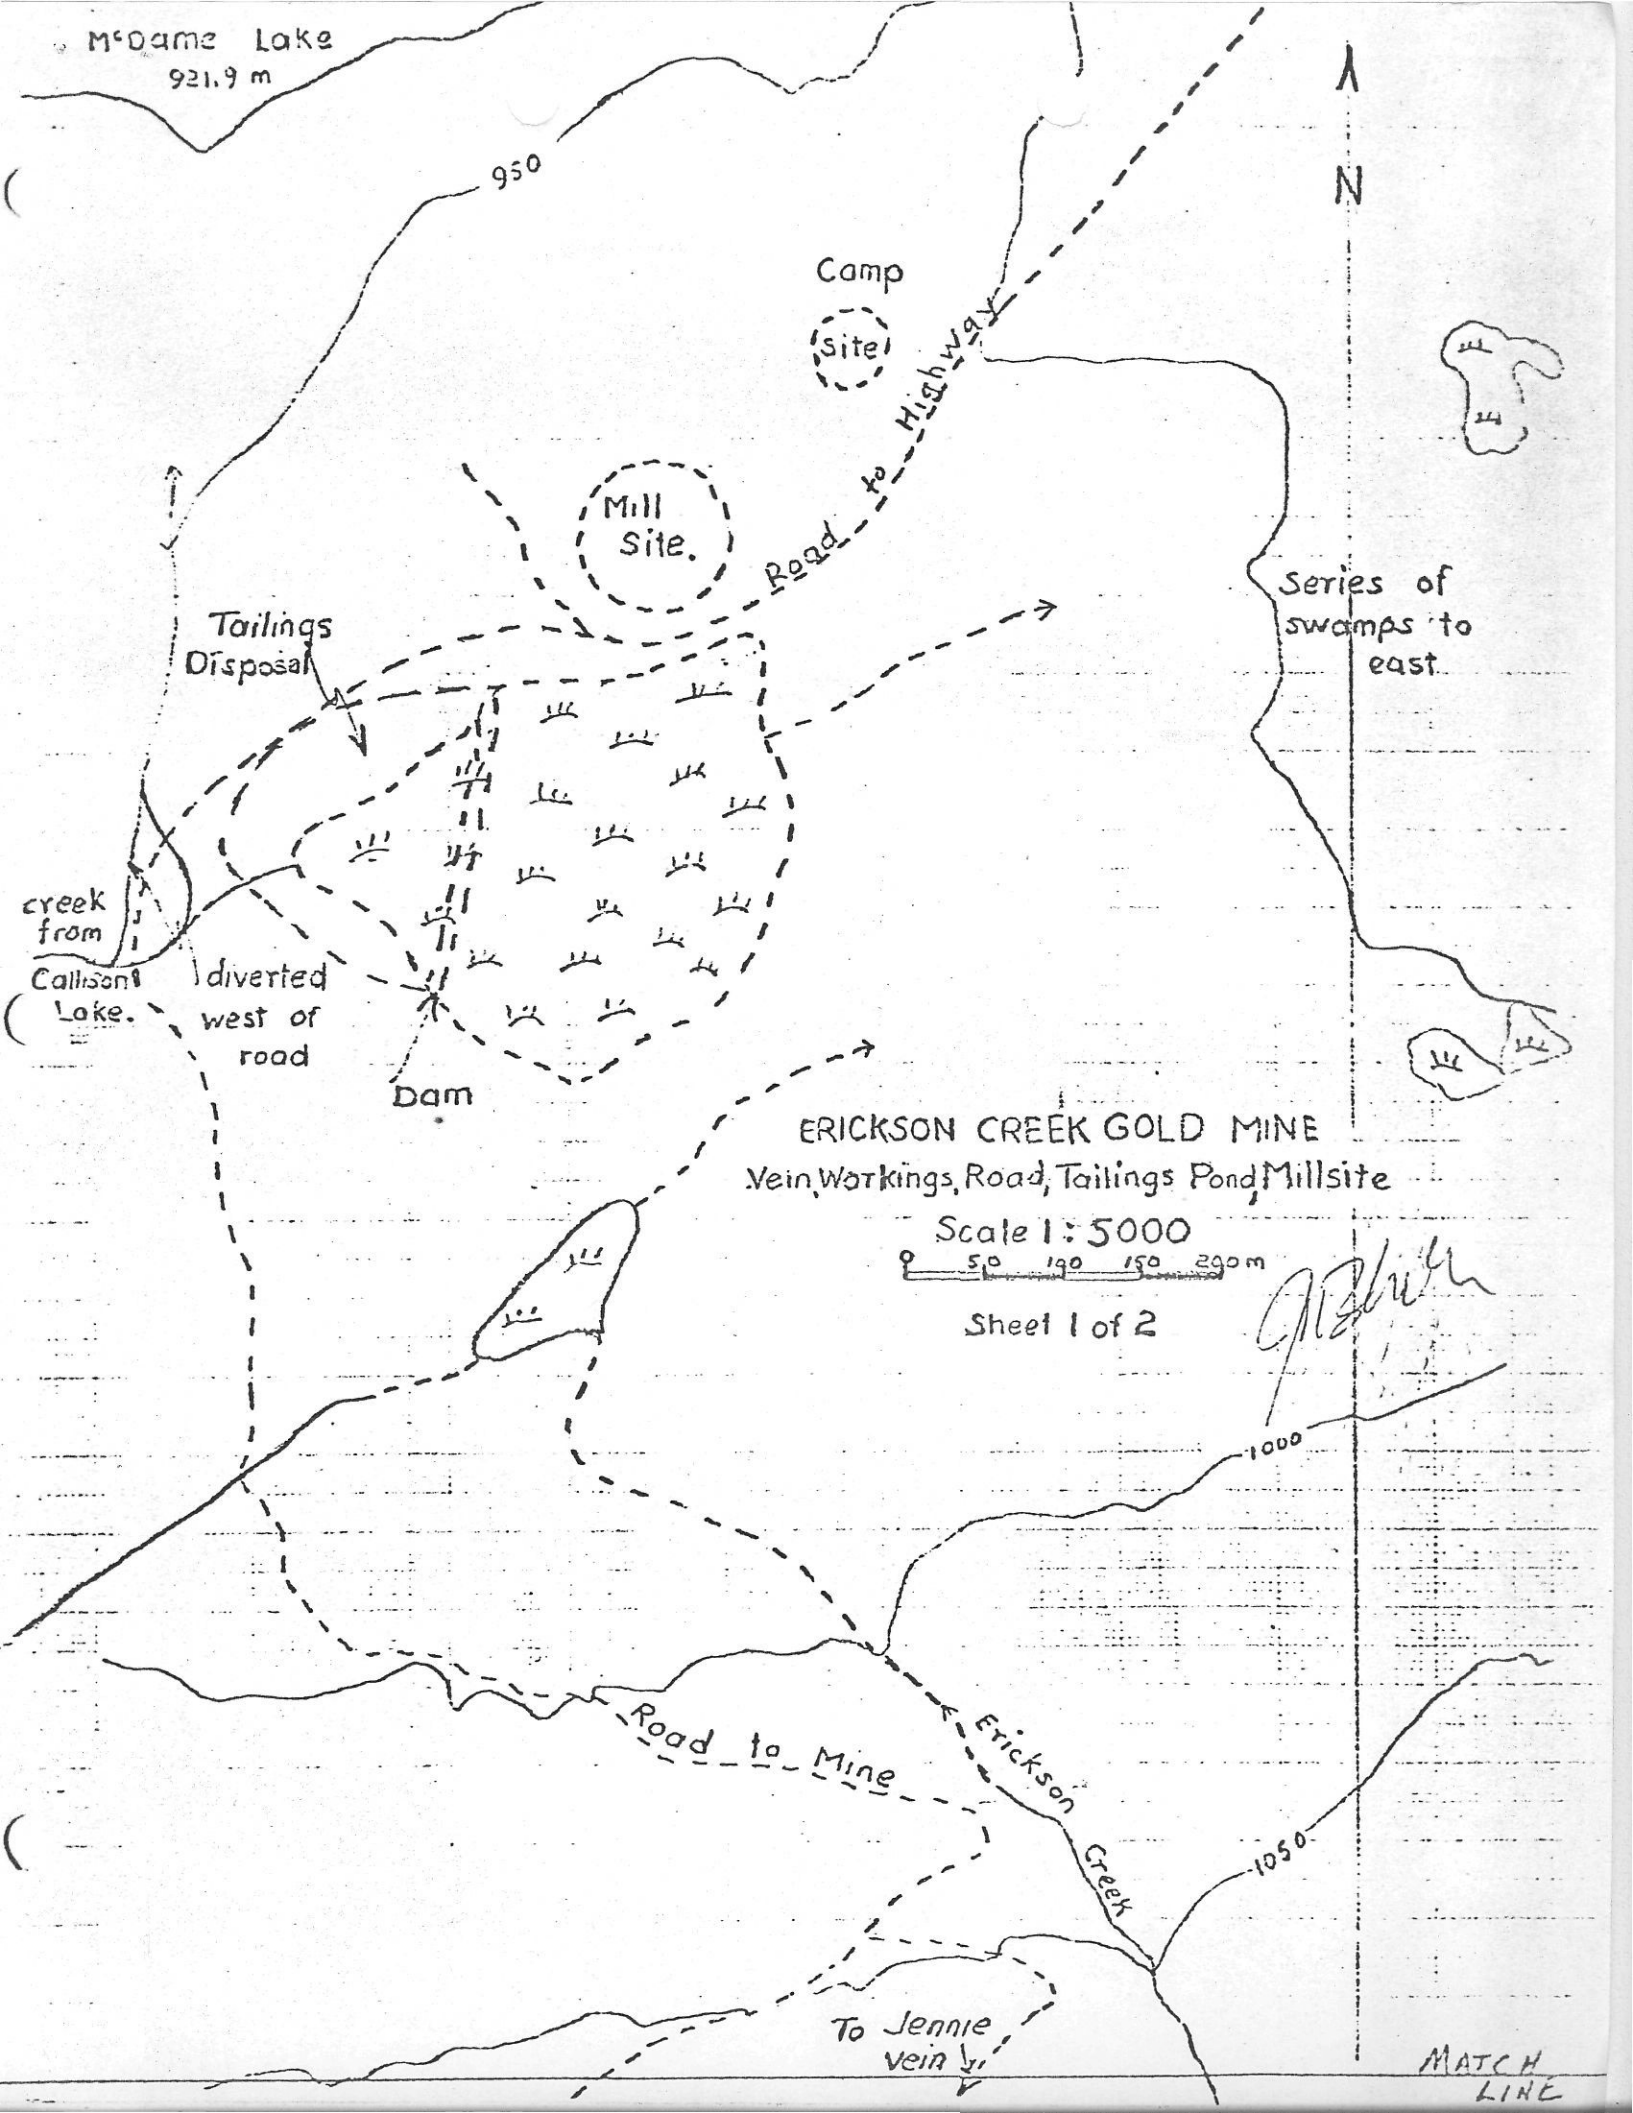 McDame Lake
921.9 m
950
N
Camp
Site
Road to Highway
Mill
Site.
Series of
swamps to
east
Tailings
Disposal
creek
from
Callison
Lake.
diverted
west of
road
Dam
ERICKSON CREEK GOLD MINE
Vein, Workings, Road, Tailings Pond, Millsite
Scale 1:5000
0 50 100 150 200m
Sheet 1 of 2
1000
Road to Mine
Erickson Creek
1050
To Jennie
vein
MATCH
LINE